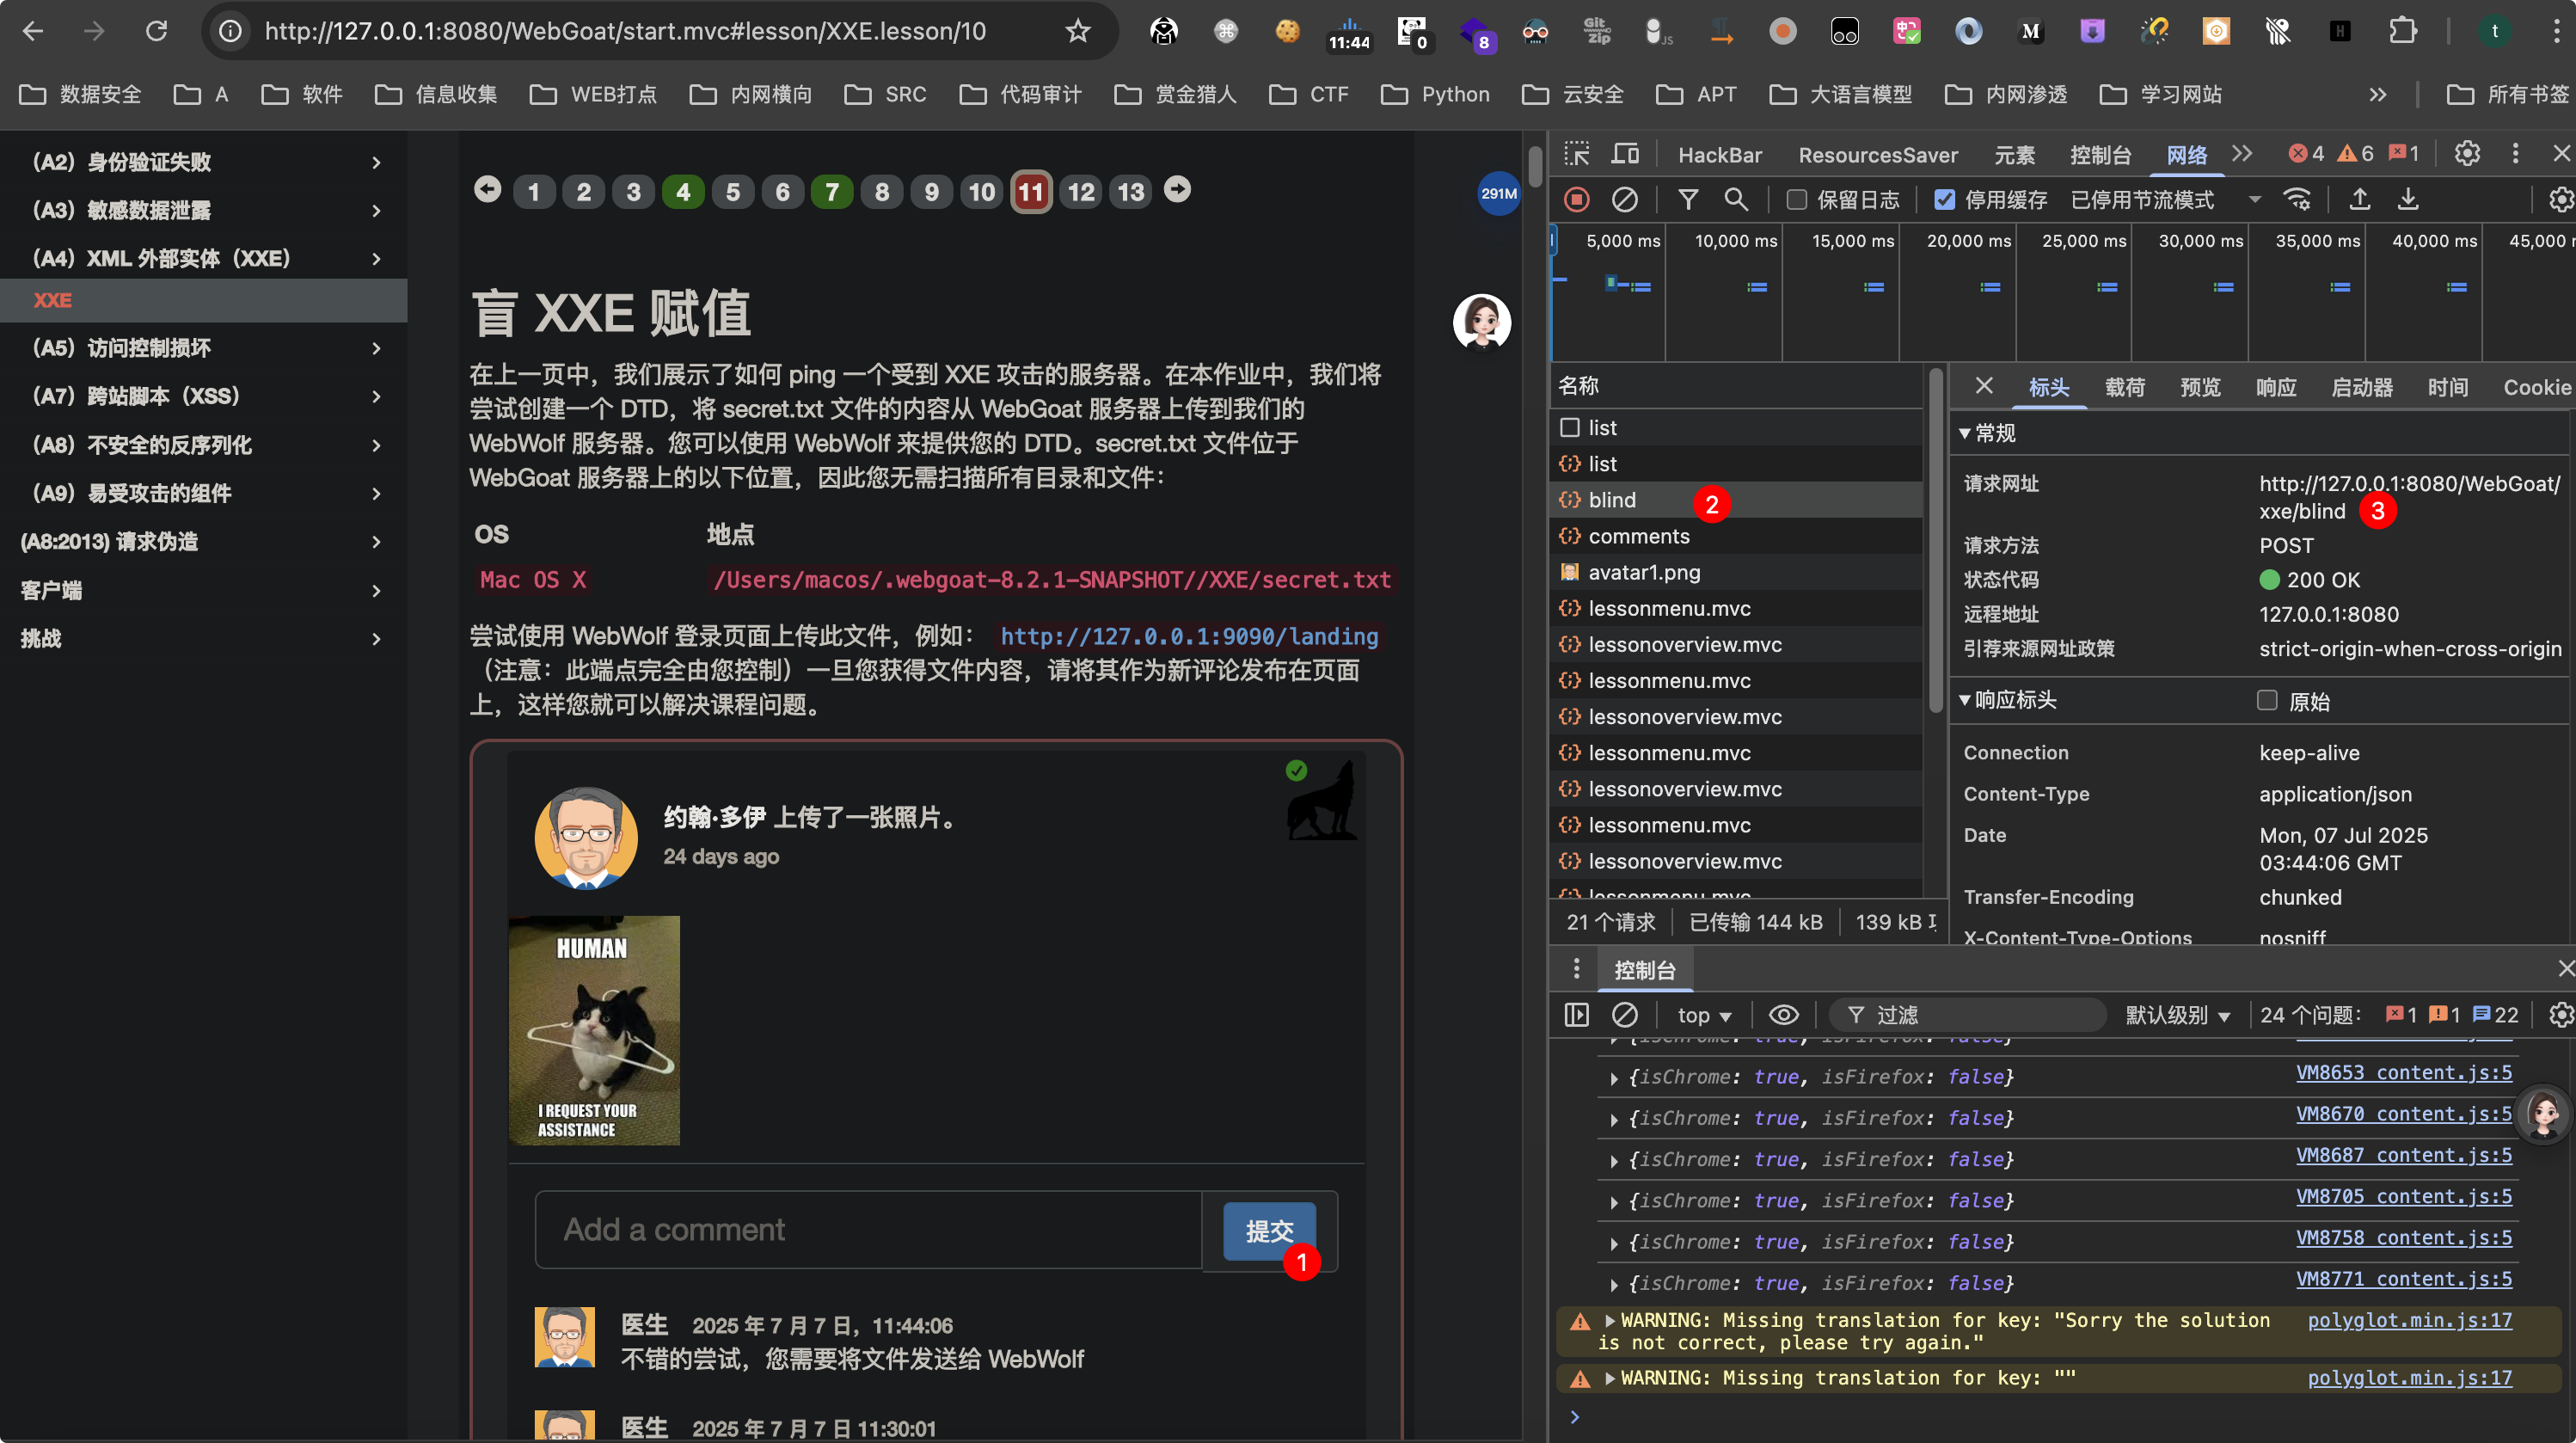 http://127.0.0.1:8080/WebGoat/start.mvc#lesson/XXE.lesson/10
11:44
0
8
Git
Zip
JS
M
H
t
数据安全
A
软件
信息收集
WEB打点
内网横向
SRC
代码审计
赏金猎人
CTF
Python
云安全
APT
大语言模型
内网渗透
学习网站
所有书签
（A2）身份验证失败
（A3）敏感数据泄露
（A4）XML 外部实体（XXE）
XXE
（A5）访问控制损坏
（A7）跨站脚本（XSS）
（A8）不安全的反序列化
（A9）易受攻击的组件
(A8:2013) 请求伪造
客户端
挑战
1 2 3 4 5 6 7 8 9 10 11 12 13
291M
盲 XXE 赋值
在上一页中，我们展示了如何 ping 一个受到 XXE 攻击的服务器。在本作业中，我们将
尝试创建一个 DTD，将 secret.txt 文件的内容从 WebGoat 服务器上传到我们的
WebWolf 服务器。您可以使用 WebWolf 来提供您的 DTD。secret.txt 文件位于
WebGoat 服务器上的以下位置，因此您无需扫描所有目录和文件：
OS 地点
Mac OS X /Users/macos/.webgoat-8.2.1-SNAPSHOT//XXE/secret.txt
尝试使用 WebWolf 登录页面上传此文件，例如： http://127.0.0.1:9090/landing
（注意：此端点完全由您控制）一旦您获得文件内容，请将其作为新评论发布在页面
上，这样您就可以解决课程问题。
约翰·多伊 上传了一张照片。
24 days ago
HUMAN
I REQUEST YOUR
ASSISTANCE
Add a comment
提交
1
医生 2025 年 7 月 7 日，11:44:06
不错的尝试，您需要将文件发送给 WebWolf
医生 2025 年 7 月 7 日 11:30:01
HackBar ResourcesSaver 元素 控制台 网络 4 6 1
保留日志 停用缓存 已停用节流模式
5,000 ms 10,000 ms 15,000 ms 20,000 ms 25,000 ms 30,000 ms 35,000 ms 40,000 ms 45,000
名称
list
list
blind
2
comments
avatar1.png
lessonmenu.mvc
lessonoverview.mvc
lessonmenu.mvc
lessonoverview.mvc
lessonmenu.mvc
lessonoverview.mvc
lessonmenu.mvc
lessonoverview.mvc
lessonmenu.mvc
21 个请求 已传输 144 kB 139 kB
标头 载荷 预览 响应 启动器 时间 Cookie
常规
请求网址 http://127.0.0.1:8080/WebGoat/
xxe/blind
3
请求方法 POST
状态代码 200 OK
远程地址 127.0.0.1:8080
引荐来源网址政策 strict-origin-when-cross-origin
响应标头 原始
Connection keep-alive
Content-Type application/json
Date Mon, 07 Jul 2025
03:44:06 GMT
Transfer-Encoding chunked
X-Content-Type-Options nosniff
控制台
top 过滤 默认级别 24 个问题： 1 1 22
{isChrome: true, isFirefox: false}
{isChrome: true, isFirefox: false} VM8653 content.js:5
{isChrome: true, isFirefox: false} VM8670 content.js:5
{isChrome: true, isFirefox: false} VM8687 content.js:5
{isChrome: true, isFirefox: false} VM8705 content.js:5
{isChrome: true, isFirefox: false} VM8758 content.js:5
{isChrome: true, isFirefox: false} VM8771 content.js:5
WARNING: Missing translation for key: "Sorry the solution polyglot.min.js:17
is not correct, please try again."
WARNING: Missing translation for key: "" polyglot.min.js:17